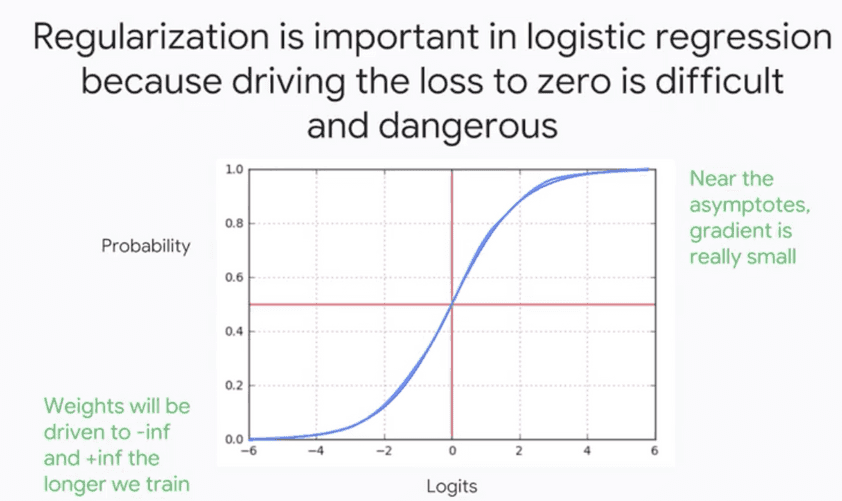 Regularization is important in logistic regression
because driving the loss to zero is difficult
and dangerous
1.0
0.8
0.6
0.4
0.2
0.0
−6
−4
−2
0
2
4
6
Probability
Logits
Near the
asymptotes,
gradient is
really small
Weights will be
driven to -inf
and +inf the
longer we train